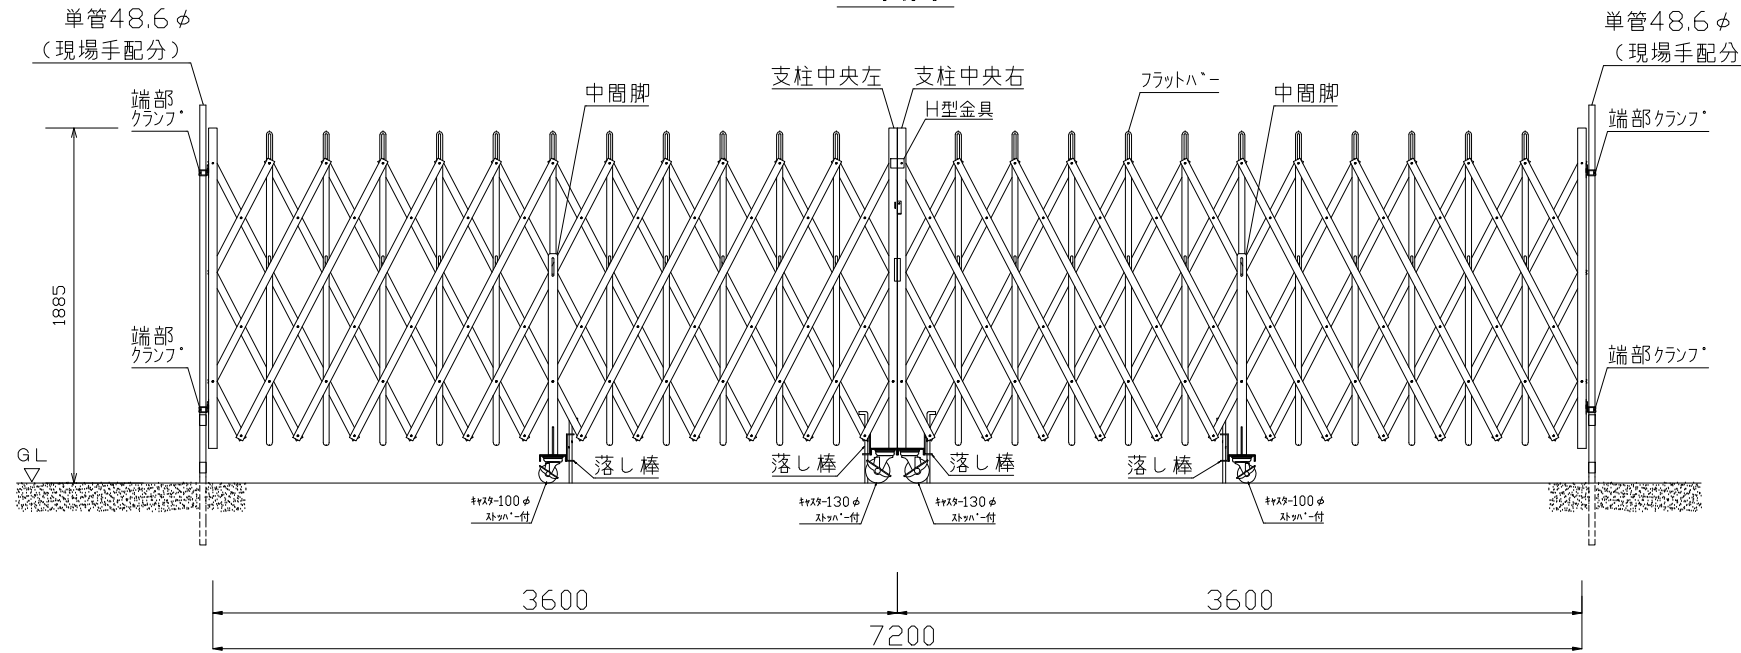 単管48.6φ
(現場手配分)
端部
クランプ
中間脚
支柱中央左
支柱中央右
H型金具
フラットバー
中間脚
単管48.6φ
(現場手配分
端部クランプ
1885
端部
クランプ
端部クランプ
GL
落し棒
落し棒
落し棒
落し棒
キャスター100φ
ストッパー付
キャスター130φ
ストッパー付
キャスター130φ
ストッパー付
キャスター100φ
ストッパー付
3600
3600
7200